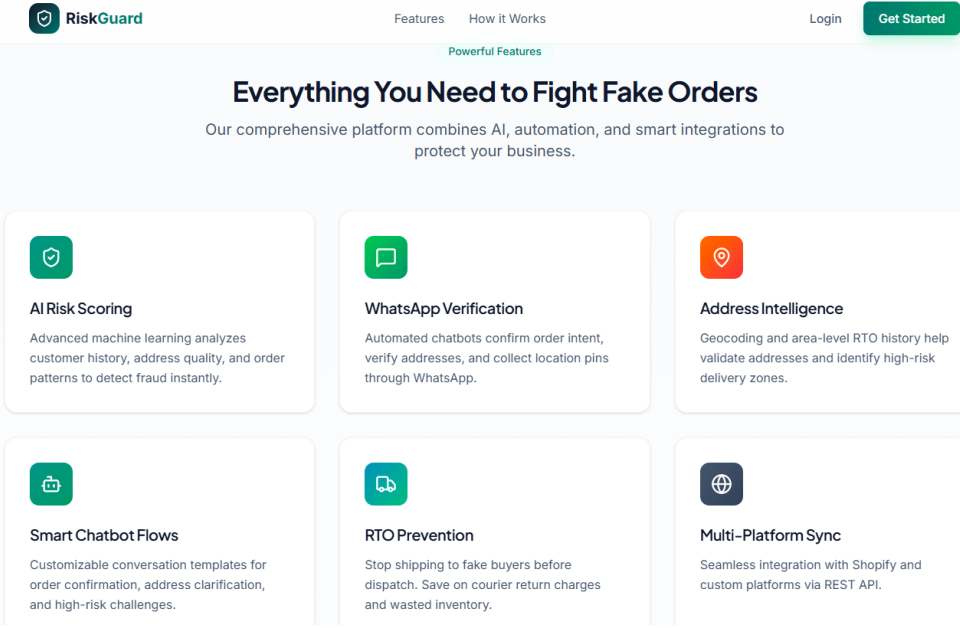 RiskGuard
Features
How it Works
Login
Get Started
Powerful Features
Everything You Need to Fight Fake Orders
Our comprehensive platform combines AI, automation, and smart integrations to
protect your business.
AI Risk Scoring
Advanced machine learning analyzes
customer history, address quality, and order
patterns to detect fraud instantly.
WhatsApp Verification
Automated chatbots confirm order intent,
verify addresses, and collect location pins
through WhatsApp.
Address Intelligence
Geocoding and area-level RTO history help
validate addresses and identify high-risk
delivery zones.
Smart Chatbot Flows
Customizable conversation templates for
order confirmation, address clarification,
and high-risk challenges.
RTO Prevention
Stop shipping to fake buyers before
dispatch. Save on courier return charges
and wasted inventory.
Multi-Platform Sync
Seamless integration with Shopify and
custom platforms via REST API.